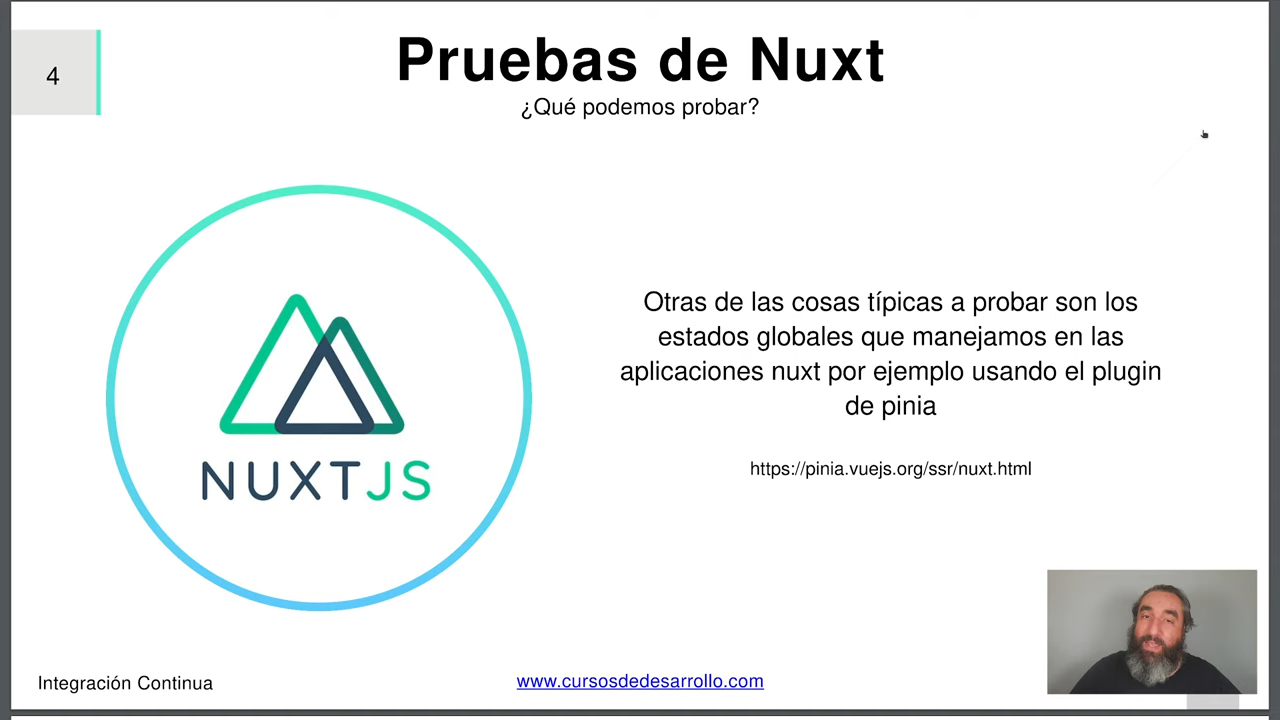 4
Pruebas de Nuxt
¿Qué podemos probar?
Otras de las cosas típicas a probar son los
estados globales que manejamos en las
aplicaciones nuxt por ejemplo usando el plugin
de pinia
https://pinia.vuejs.org/ssr/nuxt.html
NUXTJS
Integración Continua
www.cursosdedesarrollo.com